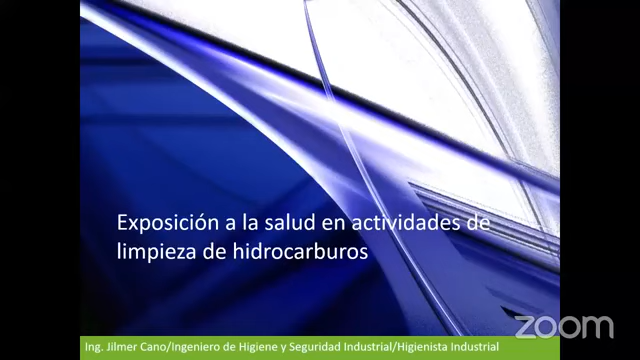 Exposición a la salud en actividades de
limpieza de hidrocarburos
Ing. Jilmer Cano/Ingeniero de Higiene y Seguridad Industrial/Higienista Industrial
zoom